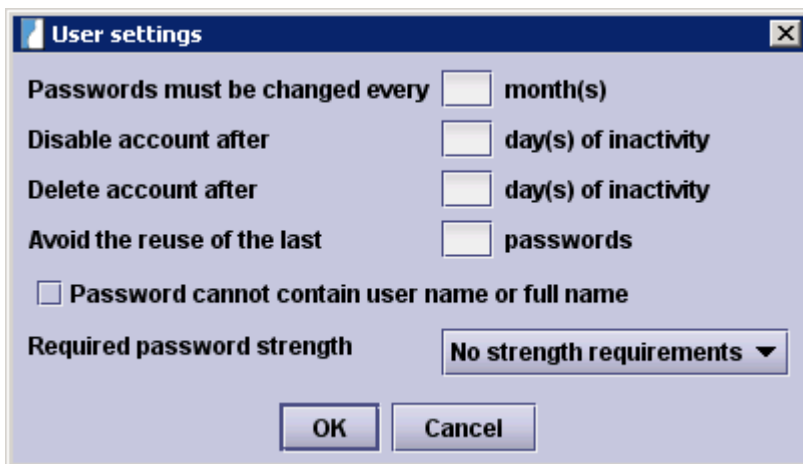 User settings
Passwords must be changed every month(s)
Disable account after day(s) of inactivity
Delete account after day(s) of inactivity
Avoid the reuse of the last passwords
Password cannot contain user name or full name
Required password strength No strength requirements
OK Cancel